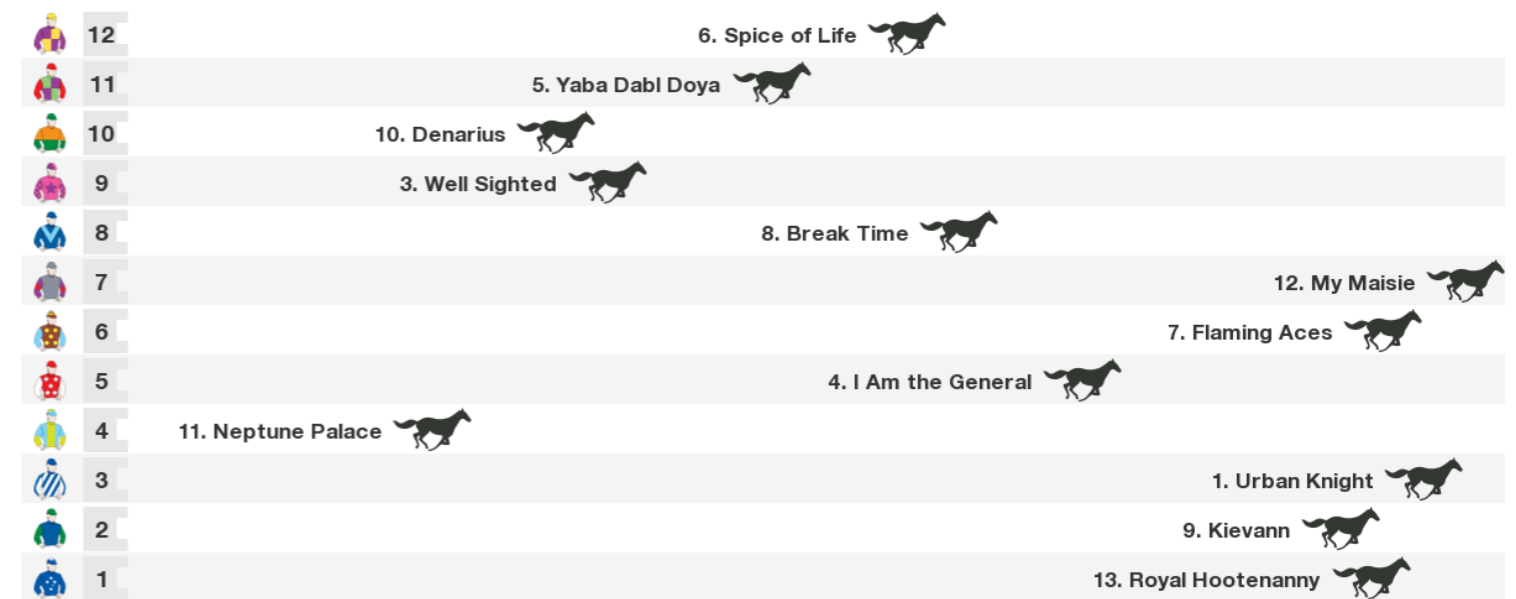 12 6. Spice of Life
11 5. Yaba Dabl Doya
10 10. Denarius
9 3. Well Sighted
8 8. Break Time
7 12. My Maisie
6 7. Flaming Aces
5 4. I Am the General
4 11. Neptune Palace
3 1. Urban Knight
2 9. Kievann
1 13. Royal Hootenanny